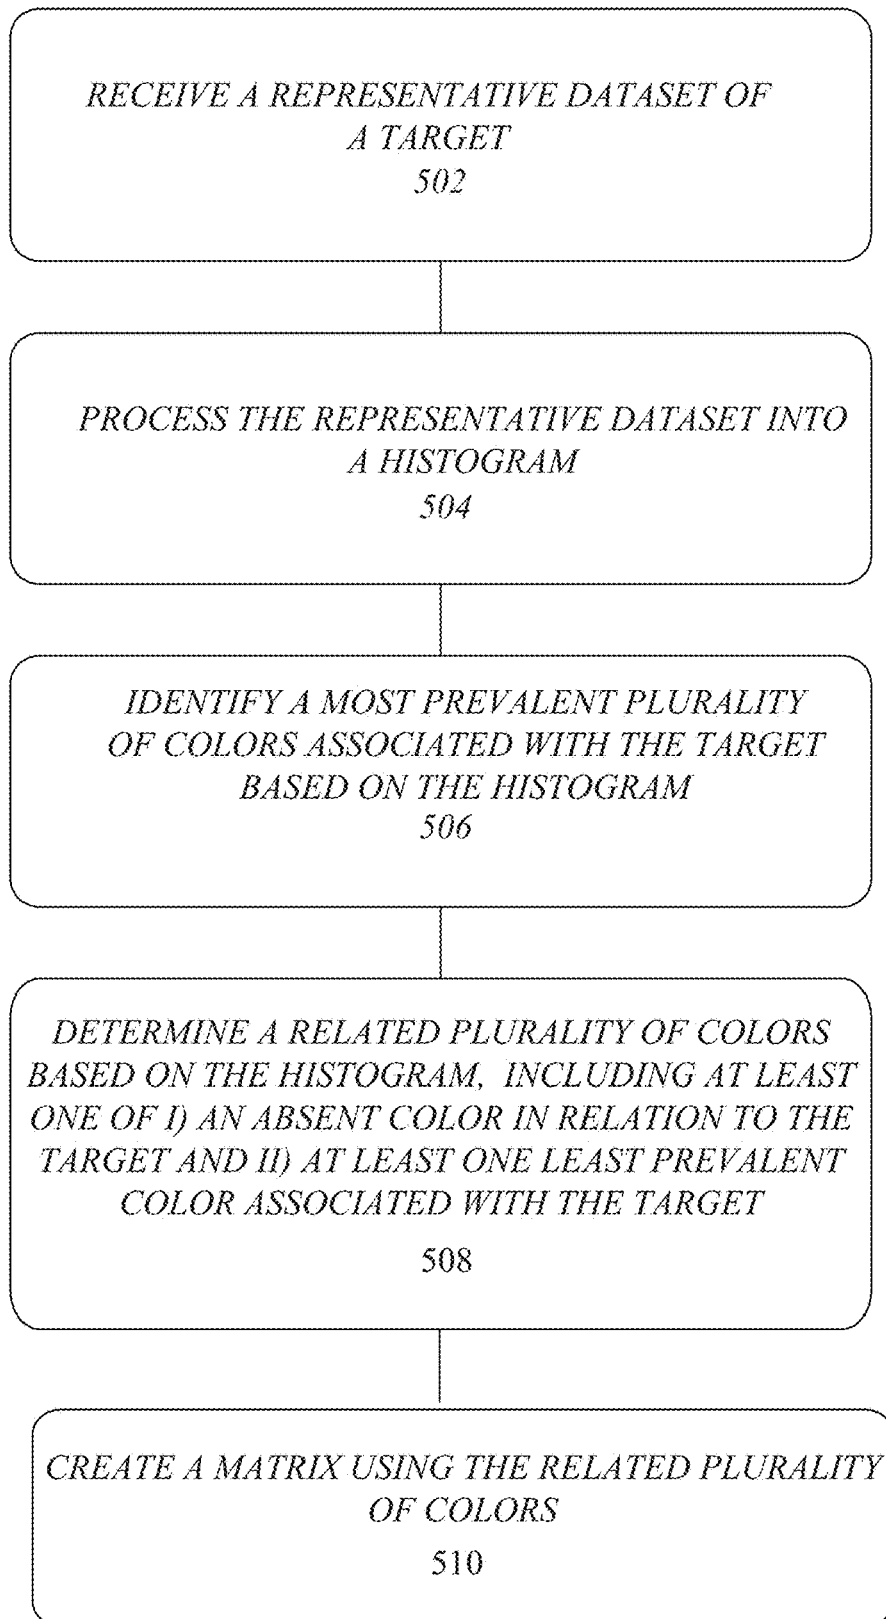 RECEIVE A REPRESENTATIVE DATASET OF
A TARGET
502
PROCESS THE REPRESENTATIVE DATASET INTO
A HISTOGRAM
504
IDENTIFY A MOST PREVALENT PLURALITY
OF COLORS ASSOCIATED WITH THE TARGET
BASED ON THE HISTOGRAM
506
DETERMINE A RELATED PLURALITY OF COLORS
BASED ON THE HISTOGRAM, INCLUDING AT LEAST
ONE OF I) AN ABSENT COLOR IN RELATION TO THE
TARGET AND II) AT LEAST ONE LEAST PREVALENT
COLOR ASSOCIATED WITH THE TARGET
508
CREATE A MATRIX USING THE RELATED PLURALITY
OF COLORS
510